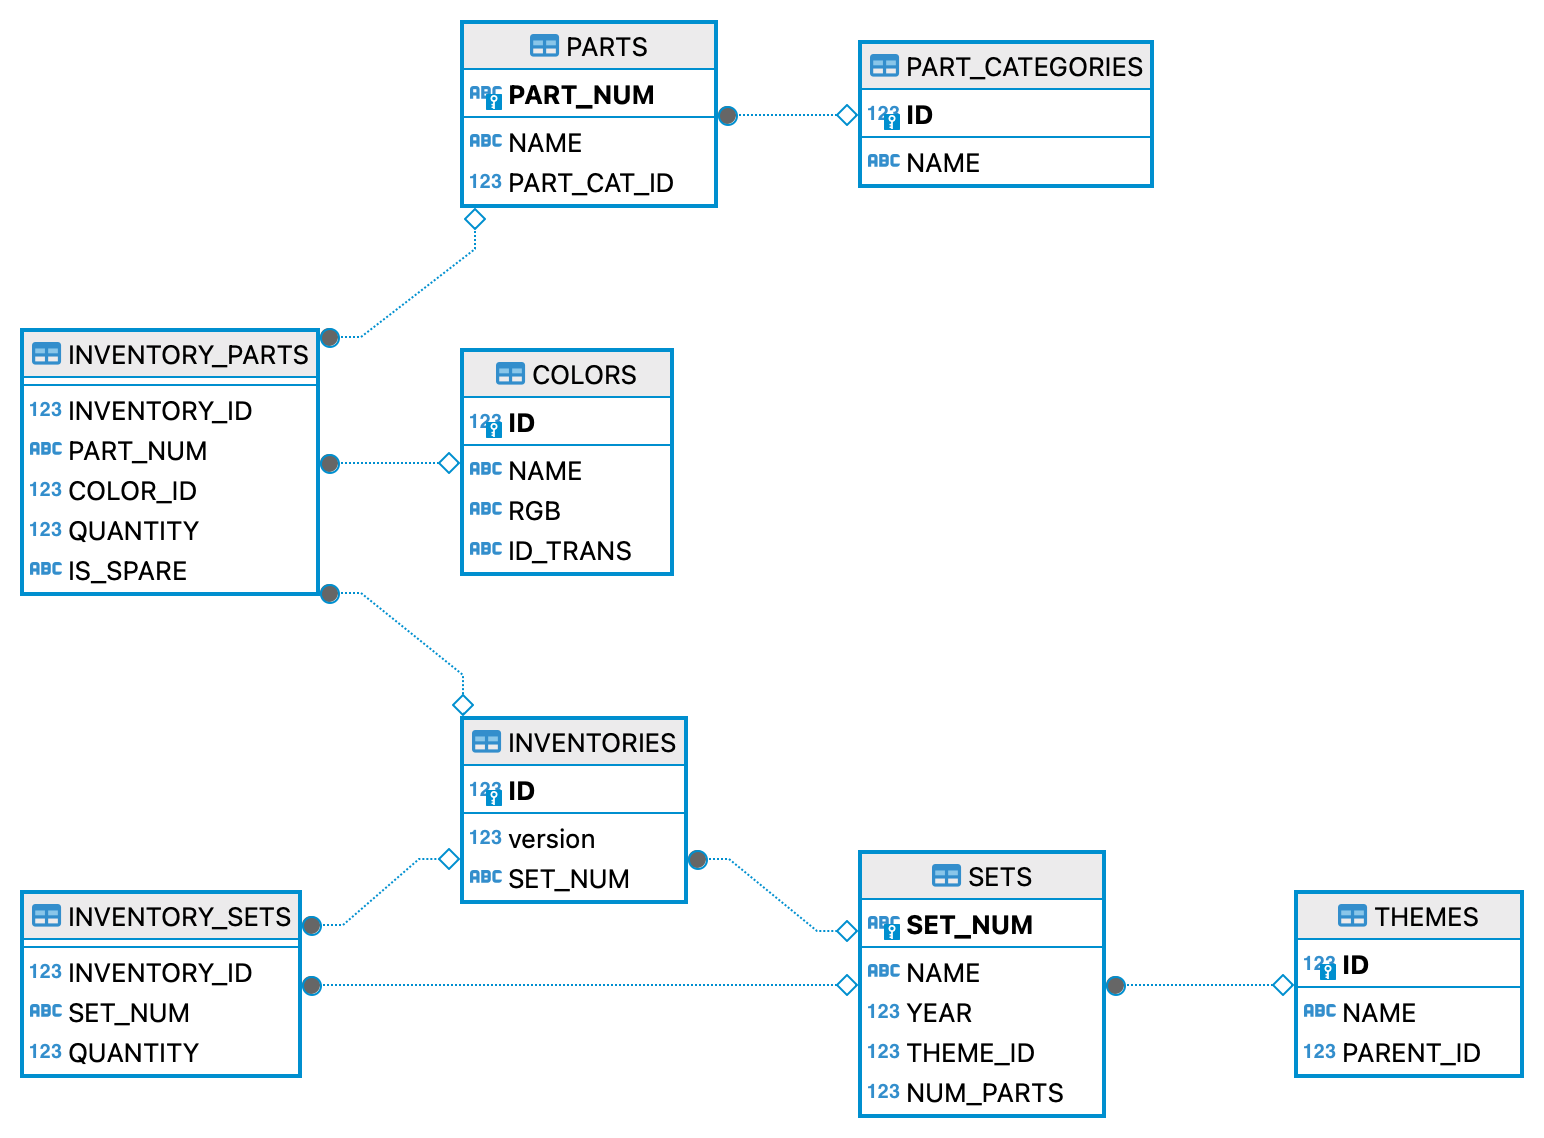 PARTS
ABC PART_NUM
ABC NAME
123 PART_CAT_ID
PART_CATEGORIES
123 ID
ABC NAME
INVENTORY_PARTS
123 INVENTORY_ID
ABC PART_NUM
123 COLOR_ID
123 QUANTITY
ABC IS_SPARE
COLORS
123 ID
ABC NAME
ABC RGB
ABC ID_TRANS
INVENTORIES
123 ID
123 version
ABC SET_NUM
INVENTORY_SETS
123 INVENTORY_ID
ABC SET_NUM
123 QUANTITY
SETS
ABC SET_NUM
ABC NAME
123 YEAR
123 THEME_ID
123 NUM_PARTS
THEMES
123 ID
ABC NAME
123 PARENT_ID